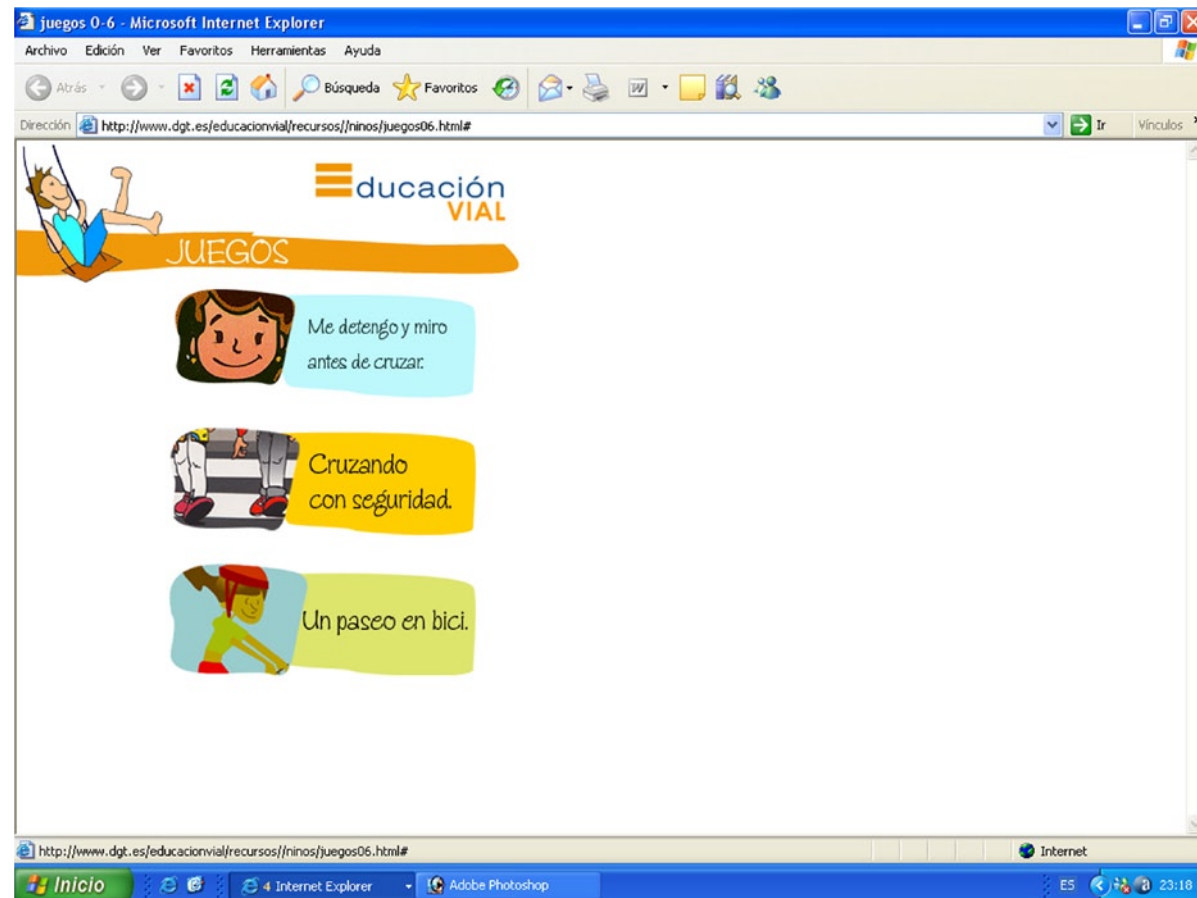 juegos 0-6 - Microsoft Internet Explorer
Archivo Edición Ver Favoritos Herramientas Ayuda
Atrás Búsqueda Favoritos W
Dirección http://www.dgt.es/educacionvial/recursos//ninos/juegos06.html# Ir Vínculos
Educación
VIAL
JUEGOS
Me detengo y miro
antes de cruzar.
Cruzando
con seguridad.
Un paseo en bici.
http://www.dgt.es/educacionvial/recursos//ninos/juegos06.html# Internet
Inicio 4 Internet Explorer Adobe Photoshop ES 23:18